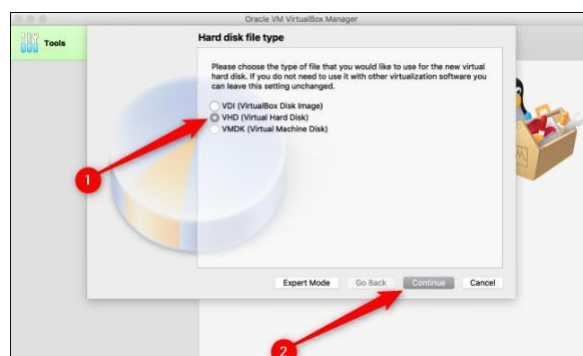 Oracle VM VirtualBox Manager
Tools
Hard disk file type
Please choose the type of file that you would like to use for the new virtual
hard disk. If you do not need to use it with other virtualization software you
can leave this setting unchanged.
VDI (VirtualBox Disk Image)
VHD (Virtual Hard Disk)
VMDK (Virtual Machine Disk)
1
Expert Mode Go Back Continue Cancel
2